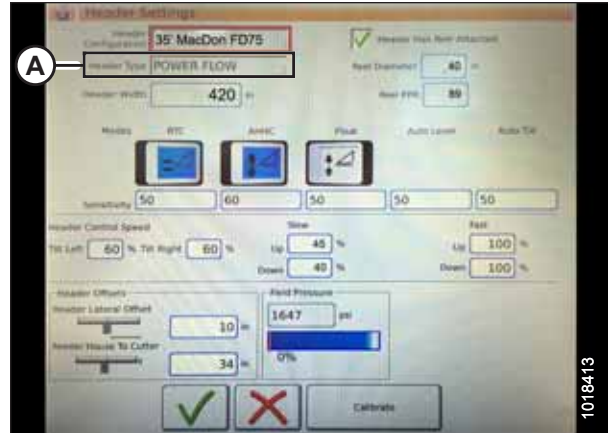 Header Settings
Header Configuration 35' MacDon FD75 Header Has Reel Attached
A Header Type POWER FLOW Reel Diameter 40 in
Header Width 420 in Reel PPR 89
Modes RTC AHHC Float Auto Level Auto Tilt
Sensitivity 50 60 50 50 50
Header Control Speed Slow Fast
Tilt Left 60 % Tilt Right 60 % Up 45 % Up 100 %
Down 40 % Down 100 %
Header Offsets Field Pressure
Header Lateral Offset 1647 psi
10 in
Feeder House To Cutter 0%
34 in
Calibrate
1018413